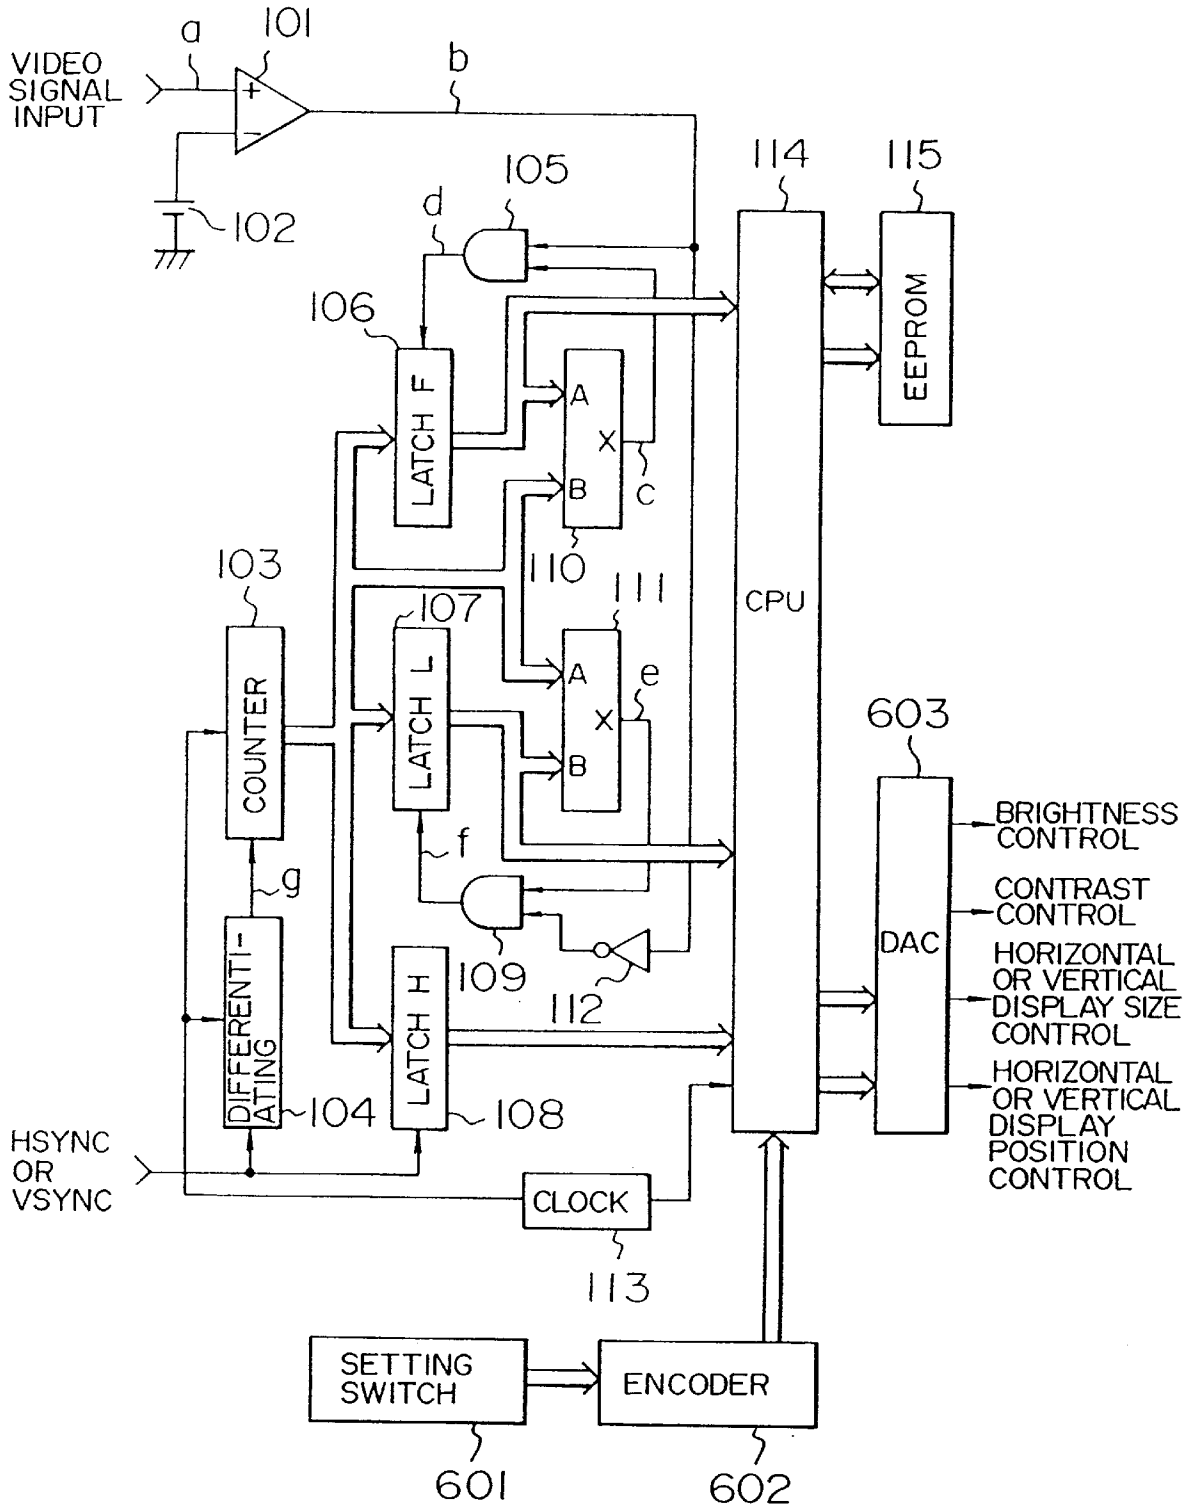 a
101
b
VIDEO
SIGNAL
INPUT
+
−
102
105
d
114
115
106
LATCH F
A
X
B
c
110
EEPROM
103
107
111
CPU
COUNTER
LATCH L
A
X
B
e
603
g
f
BRIGHTNESS
CONTROL
CONTRAST
CONTROL
DAC
HORIZONTAL
OR VERTICAL
DISPLAY SIZE
CONTROL
HORIZONTAL
OR VERTICAL
DISPLAY
POSITION
CONTROL
109
112
DIFFERENTI-
ATING
104
LATCH H
108
HSYNC
OR
VSYNC
CLOCK
113
SETTING
SWITCH
ENCODER
601
602